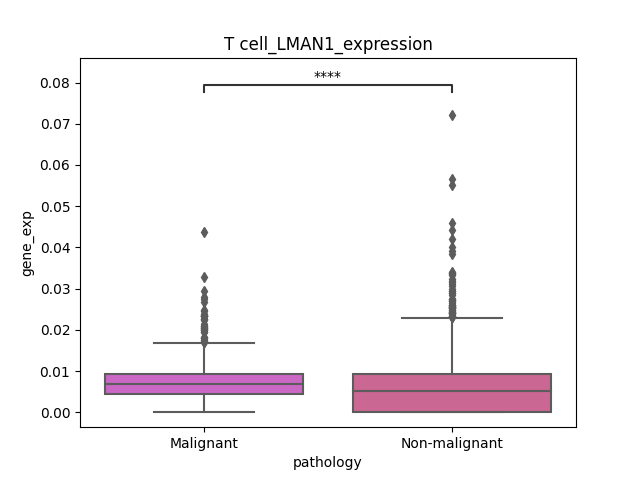 T cell_LMAN1_expression
****
0.08
0.07
0.06
0.05
0.04
0.03
0.02
0.01
0.00
gene_exp
Malignant
Non-malignant
pathology